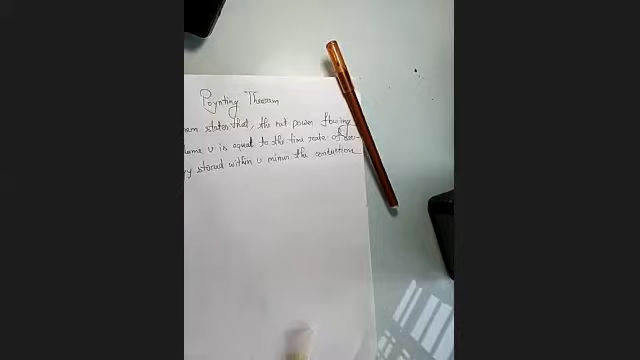 Poynting Theorem
states that, the net power flowing
v is equal to the time rate of
stored within v minus the